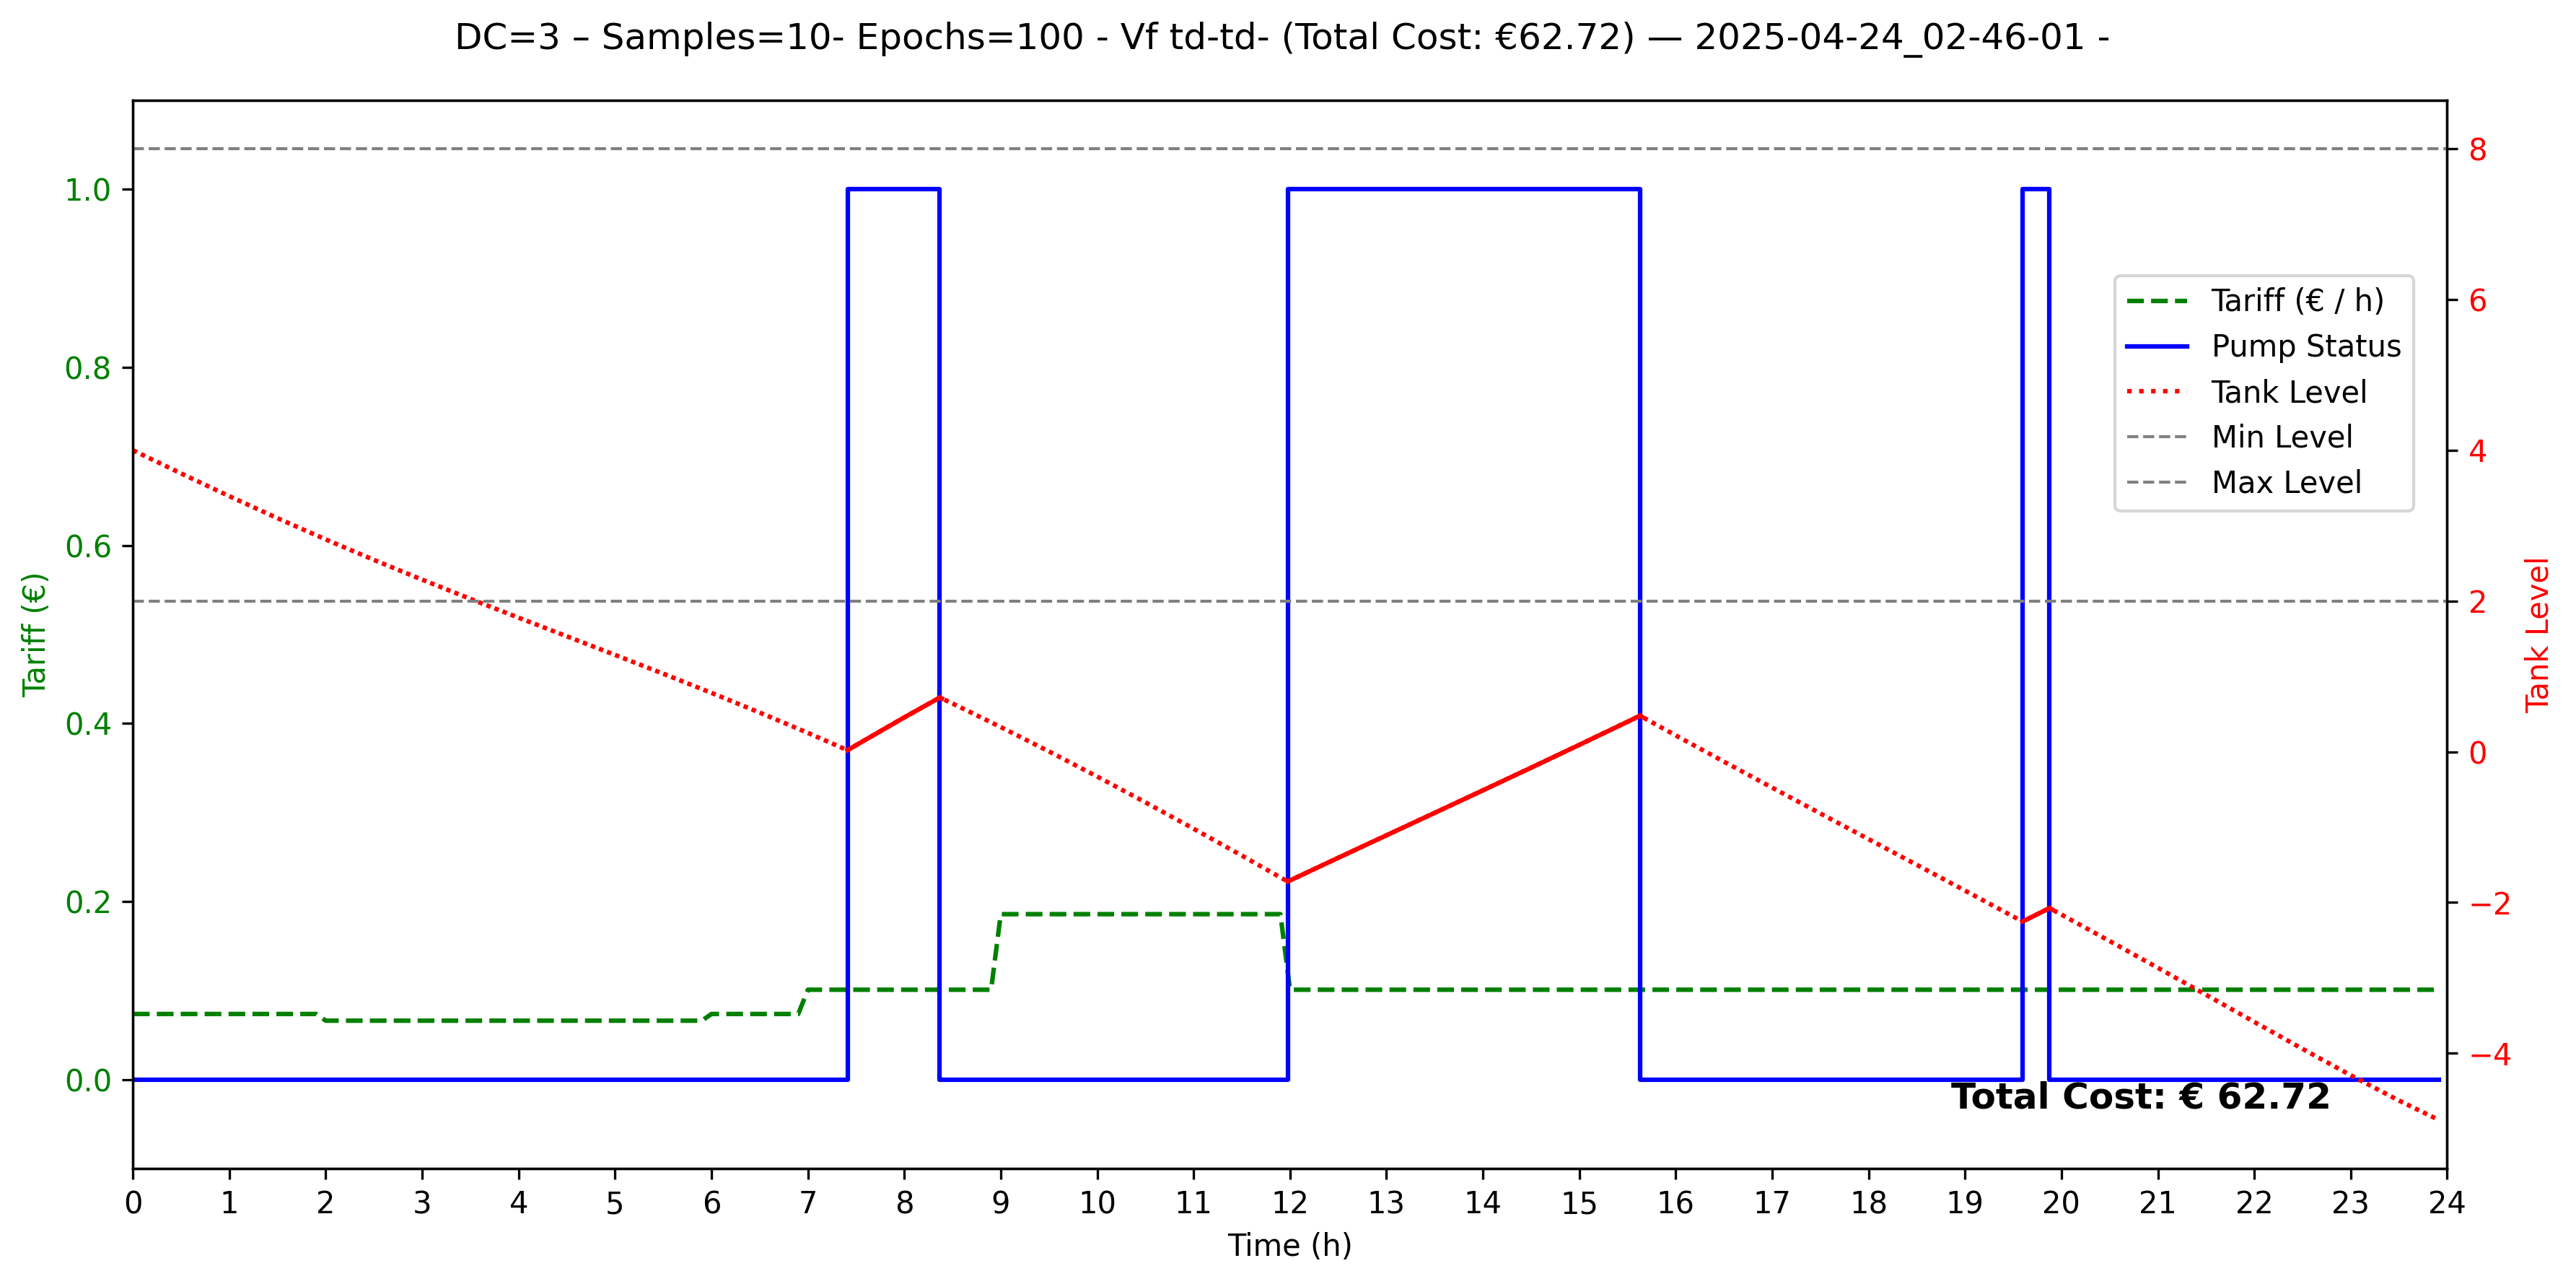 DC=3 – Samples=10- Epochs=100 - Vf td-td- (Total Cost: €62.72) — 2025-04-24_02-46-01 -
Tariff (€)
1.0
0.8
0.6
0.4
0.2
0.0
Tariff (€ / h)
Pump Status
Tank Level
Min Level
Max Level
8
6
4
2
0
−2
−4
Tank Level
Total Cost: € 62.72
0 1 2 3 4 5 6 7 8 9 10 11 12 13 14 15 16 17 18 19 20 21 22 23 24
Time (h)